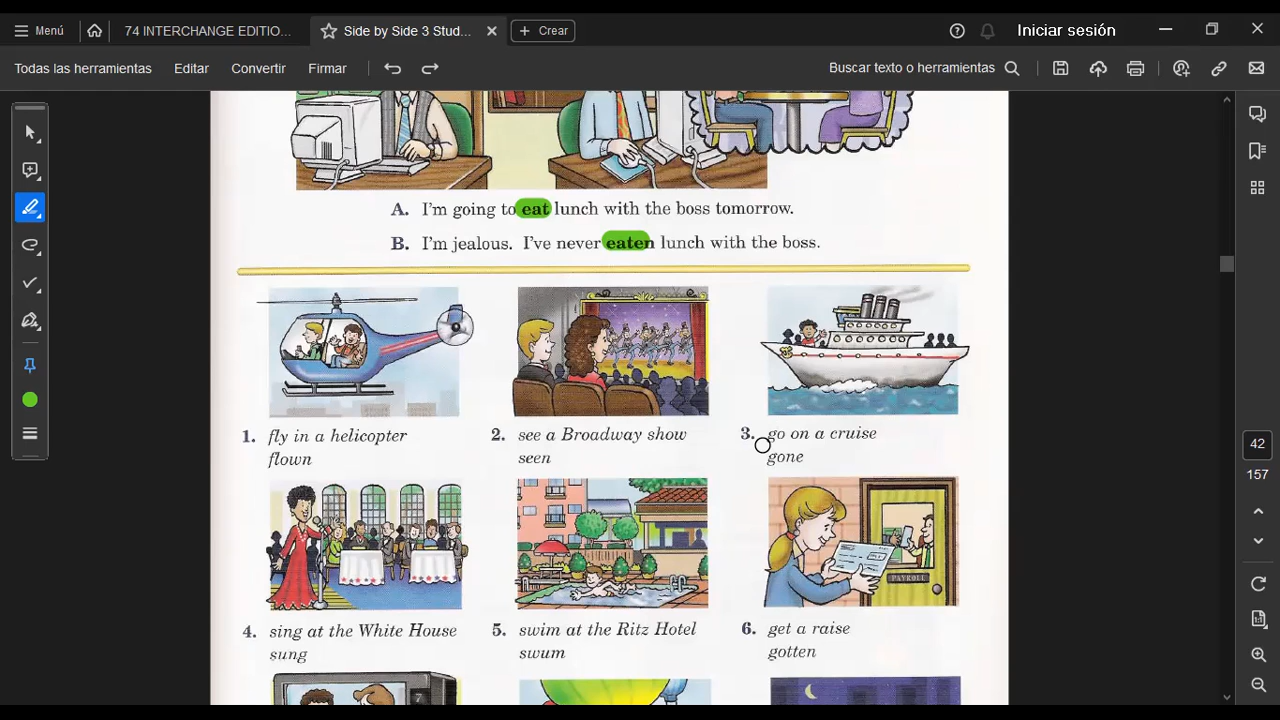 Menú
74 INTERCHANGE EDITIO...
Side by Side 3 Stud...
Crear
Iniciar sesión
Todas las herramientas
Editar
Convertir
Firmar
Buscar texto o herramientas
A. I'm going to eat lunch with the boss tomorrow.
B. I'm jealous. I've never eaten lunch with the boss.
1. fly in a helicopter
flown
2. see a Broadway show
seen
3. go on a cruise
gone
PAYROLL
4. sing at the White House
sung
5. swim at the Ritz Hotel
swum
6. get a raise
gotten
7
42
157